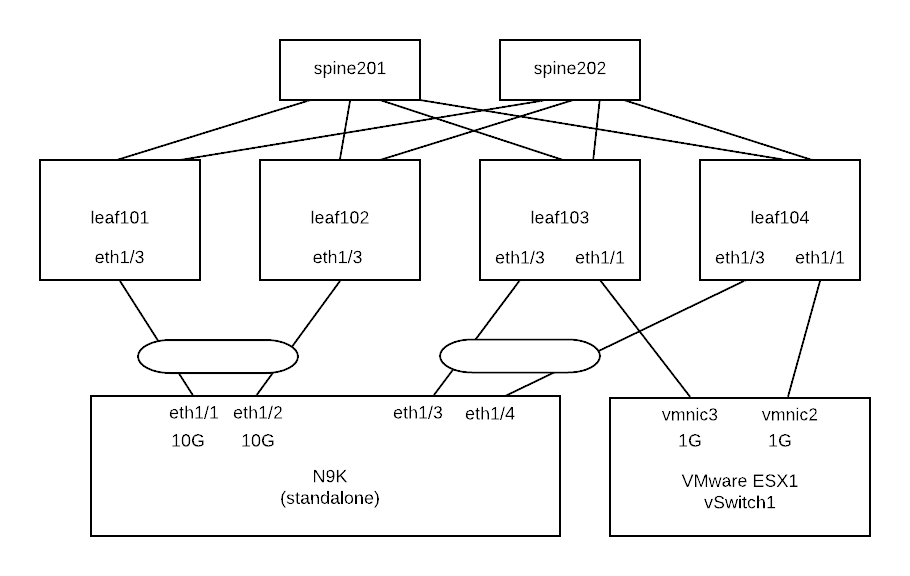 spine201
spine202
leaf101
leaf102
leaf103
leaf104
eth1/3
eth1/3
eth1/3
eth1/1
eth1/3
eth1/1
eth1/1
eth1/2
eth1/3
eth1/4
10G
10G
N9K
(standalone)
vmnic3
vmnic2
1G
1G
VMware ESX1
vSwitch1